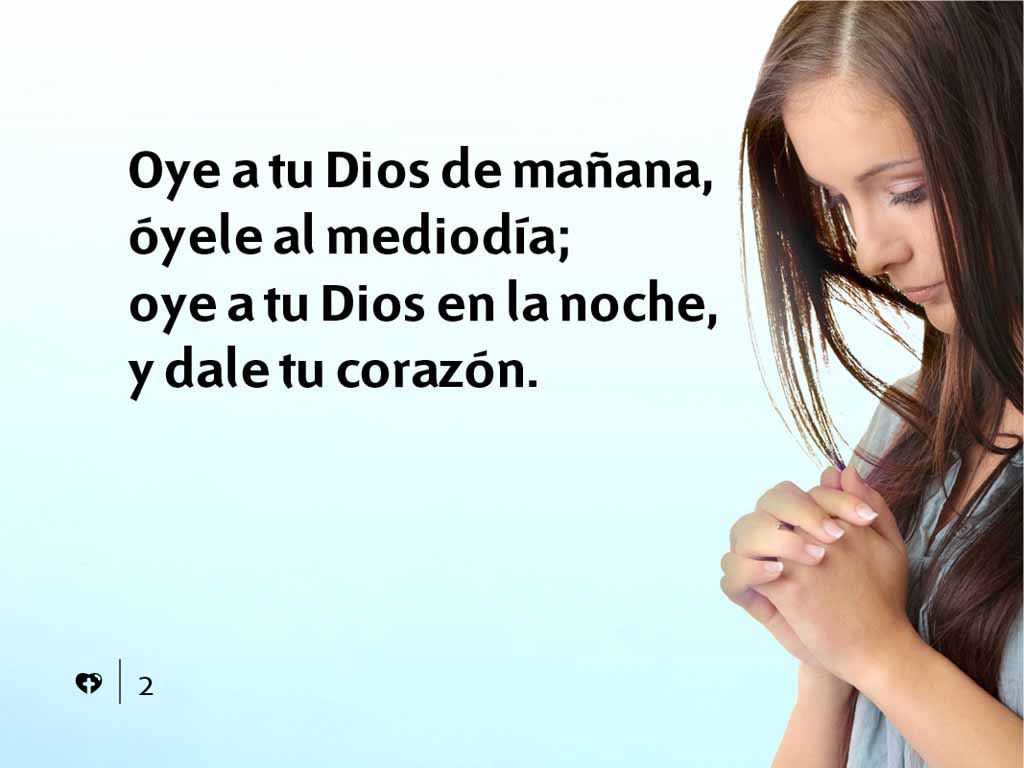 Oye a tu Dios de mañana,
óyele al mediodía;
oye a tu Dios en la noche,
y dale tu corazón.
2